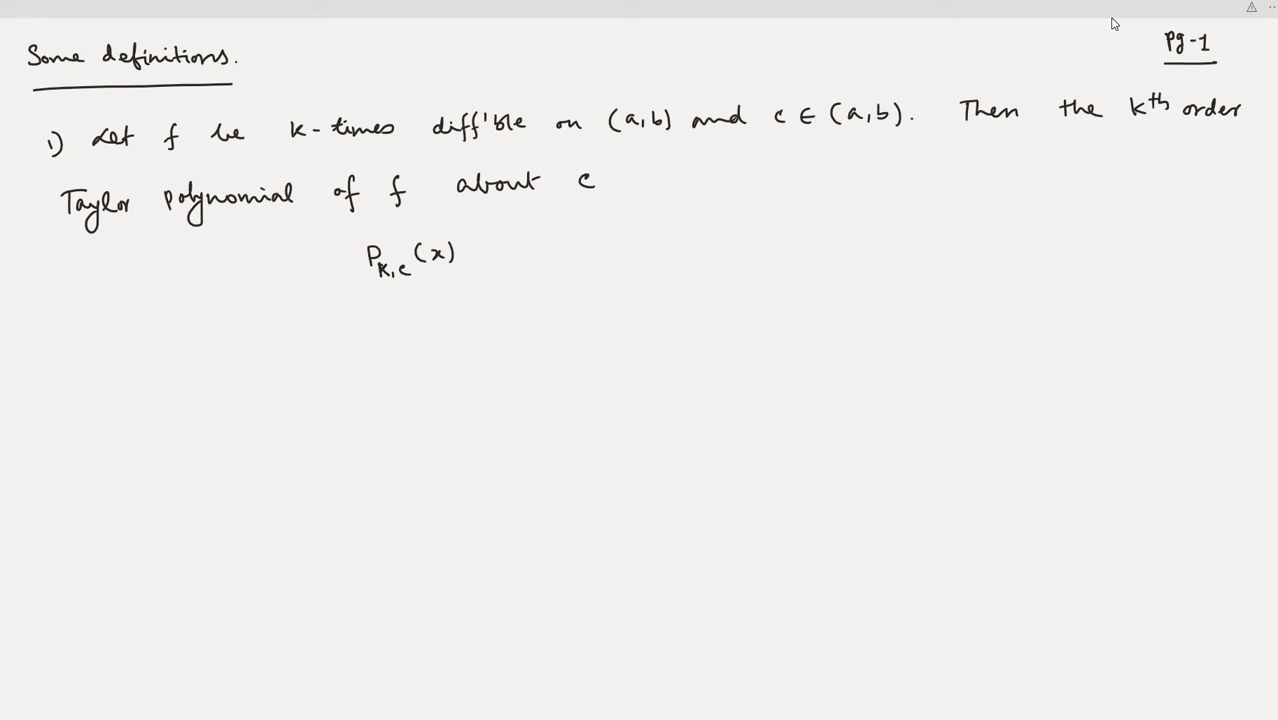 Some definitions.
Pg-1
1) Let f be k-times diff'ble on (a,b) and c ∈ (a,b). Then the kth order
Taylor polynomial of f about c
P_{k,c}(x)